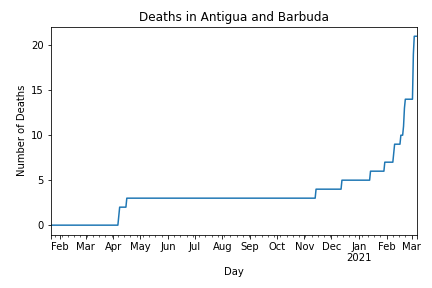 Deaths in Antigua and Barbuda
20
15
10
5
0
Number of Deaths
Feb Mar Apr May Jun Jul Aug Sep Oct Nov Dec Jan Feb Mar
2021
Day